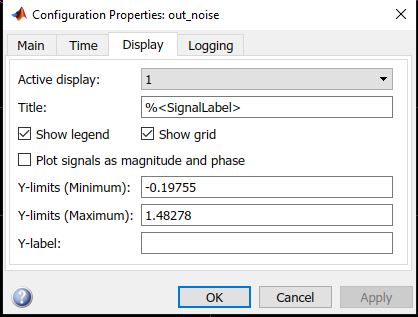 Configuration Properties: out_noise
Main Time Display Logging
Active display: 1
Title: %<SignalLabel>
Show legend Show grid
Plot signals as magnitude and phase
Y-limits (Minimum): -0.19755
Y-limits (Maximum): 1.48278
Y-label:
? OK Cancel Apply